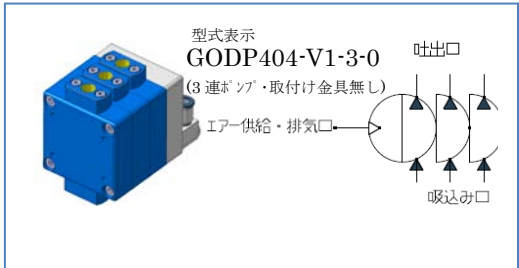 型式表示
GODP404-V1-3-0
(3連ﾎﾟﾝﾌﾟ・取付け金具無し)
吐出口
エアー供給・排気口
吸込み口